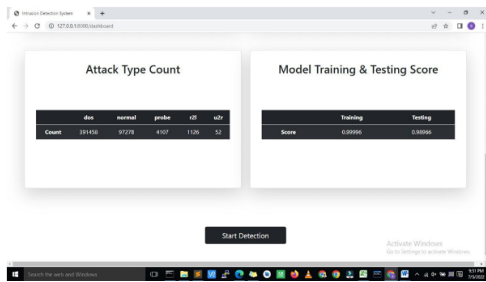 Intrusion Detection System
127.0.0.1:8000/dashboard
Attack Type Count
dos normal probe r2l u2r
Count 391458 97278 4107 1126 52
Model Training & Testing Score
Training Testing
Score 0.99996 0.98966
Start Detection
Activate Windows
Go to Settings to activate Windows.
Search the web and Windows
9:51 PM